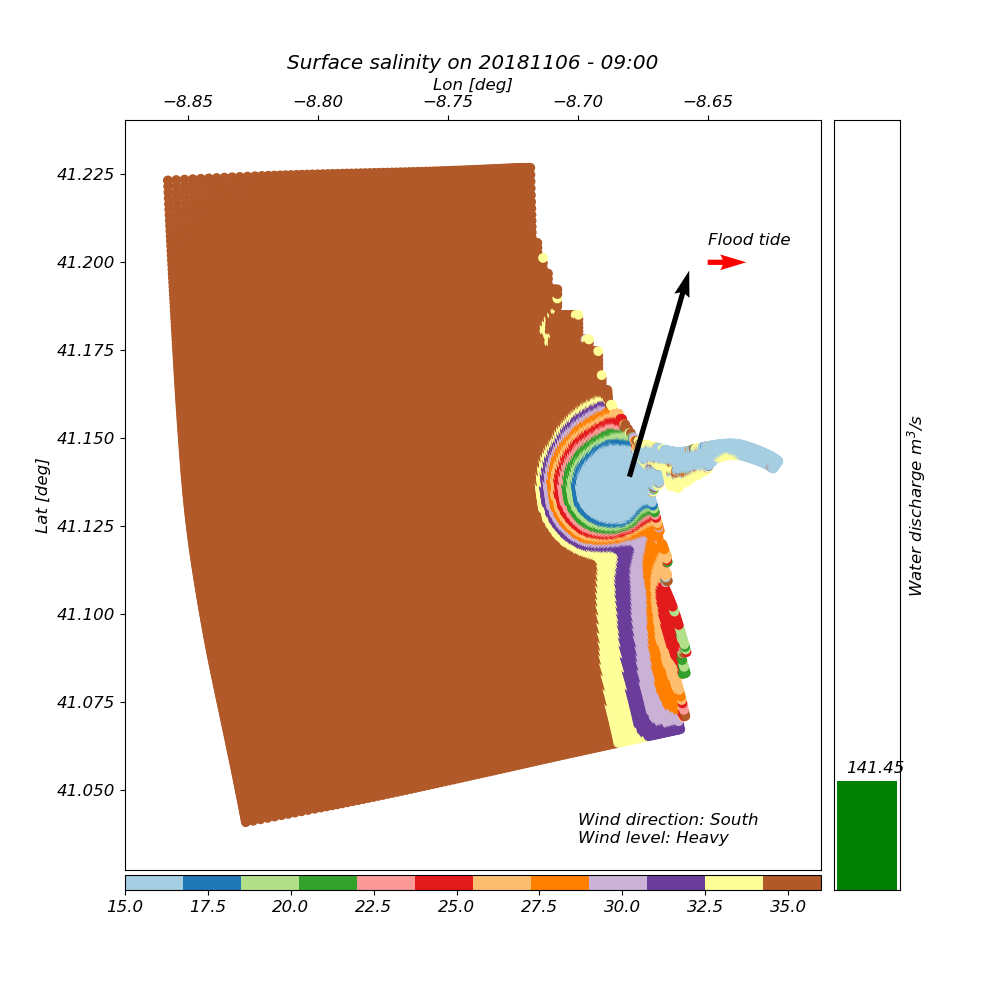 Surface salinity on 20181106 - 09:00
Lon [deg]
−8.85 −8.80 −8.75 −8.70 −8.65
41.225
41.200
41.175
41.150
41.125
41.100
41.075
41.050
Lat [deg]
Flood tide
Wind direction: South
Wind level: Heavy
15.0 17.5 20.0 22.5 25.0 27.5 30.0 32.5 35.0
141.45
Water discharge m³/s